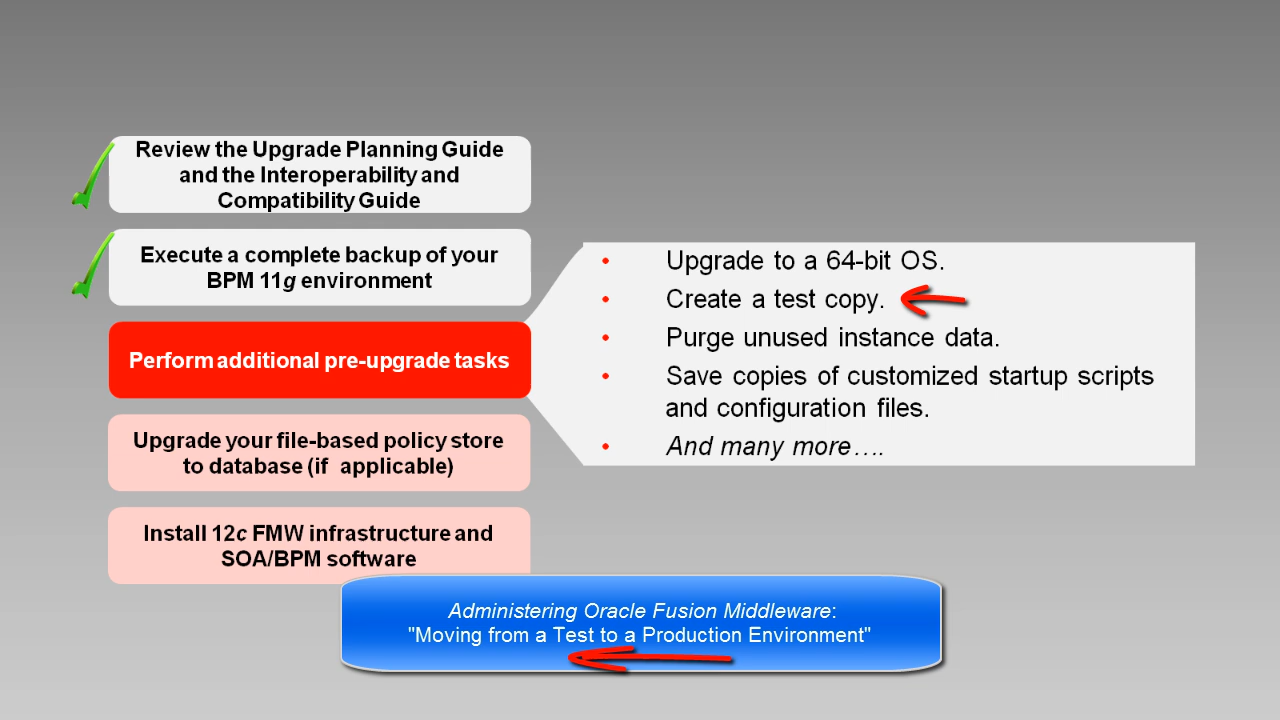 Review the Upgrade Planning Guide
and the Interoperability and
Compatibility Guide
Execute a complete backup of your
BPM 11g environment
Perform additional pre-upgrade tasks
Upgrade your file-based policy store
to database (if applicable)
Install 12c FMW infrastructure and
SOA/BPM software
• Upgrade to a 64-bit OS.
• Create a test copy.
• Purge unused instance data.
• Save copies of customized startup scripts
and configuration files.
• And many more….
Administering Oracle Fusion Middleware:
"Moving from a Test to a Production Environment"